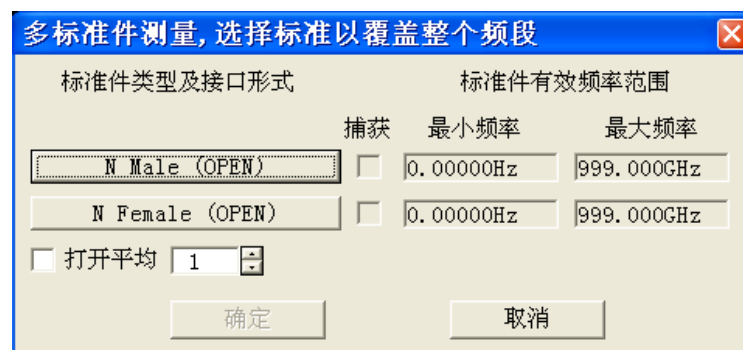 多标准件测量, 选择标准以覆盖整个频段
标准件类型及接口形式 标准件有效频率范围
捕获 最小频率 最大频率
N Male (OPEN) 0.00000Hz 999.000GHz
N Female (OPEN) 0.00000Hz 999.000GHz
打开平均 1
确定 取消